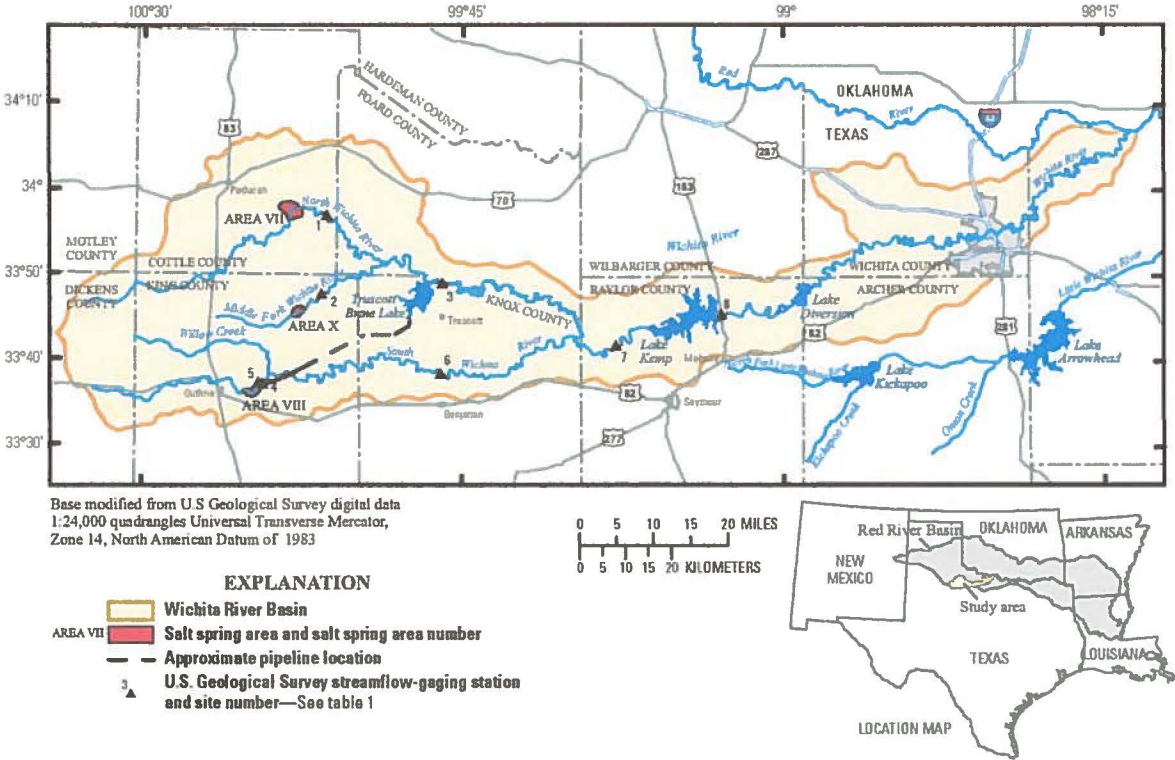 100°30'
99°45'
99°
98°15'
34°10'
34°
33°50'
33°40'
33°30'
HARDEMAN COUNTY
FOARD COUNTY
Red
River
OKLAHOMA
TEXAS
83
287
183
70
Paducah
AREA VII
1
North Wichita River
Wichita River
Wichita River
MOTLEY
COUNTY
COTTLE COUNTY
KING COUNTY
DICKENS
COUNTY
WILBARGER COUNTY
BAYLOR COUNTY
WICHITA COUNTY
ARCHER COUNTY
Little Wichita River
Middle Fork Wichita River
2
AREA X
Truscott
Brine Lake
3
Truscott
KNOX COUNTY
8
Lake
Diversion
Willow Creek
South
Wichita
River
6
7
Lake
Kemp
82
281
Lake
Arrowhead
5
4
Guthrie
AREA VIII
Benjamin
82
Seymour
277
Lake
Kickapoo
Kickapoo Creek
Onion Creek
Base modified from U.S Geological Survey digital data
1:24,000 quadrangles Universal Transverse Mercator,
Zone 14, North American Datum of 1983
0 5 10 15 20 MILES
0 5 10 15 20 KILOMETERS
EXPLANATION
Wichita River Basin
AREA VII Salt spring area and salt spring area number
Approximate pipeline location
3 U.S. Geological Survey streamflow-gaging station
and site number—See table 1
Red River Basin
OKLAHOMA
ARKANSAS
NEW
MEXICO
Study area
TEXAS
LOUISIANA
LOCATION MAP